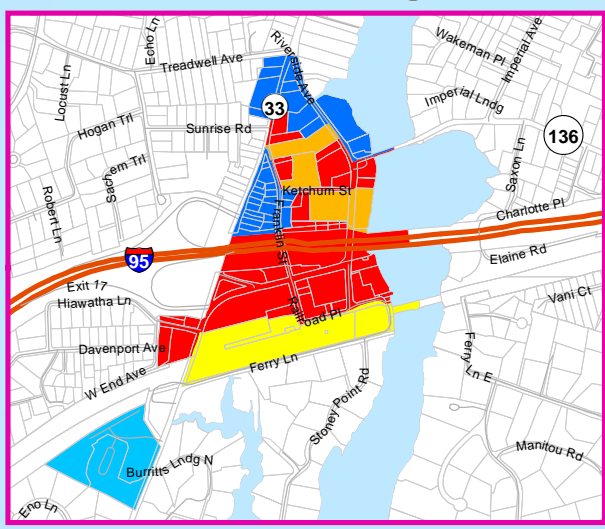 Echo Ln
Riverside Ave
Wakeman Pl
Imperial Ave
Treadwell Ave
Locust Ln
Imperial Lndg
33
Hogan Trl
Sunrise Rd
136
Sachem Trl
Saxon Ln
Ketchum St
Robert Ln
Franklin St
Charlotte Pl
95
Elaine Rd
Exit 17
Hiawatha Ln
Vani Ct
Railroad Pl
Davenport Ave
Ferry Ln
Ferry Ln E
W End Ave
Stoney Point Rd
Burritts Lndg N
Manitou Rd
Eno Ln